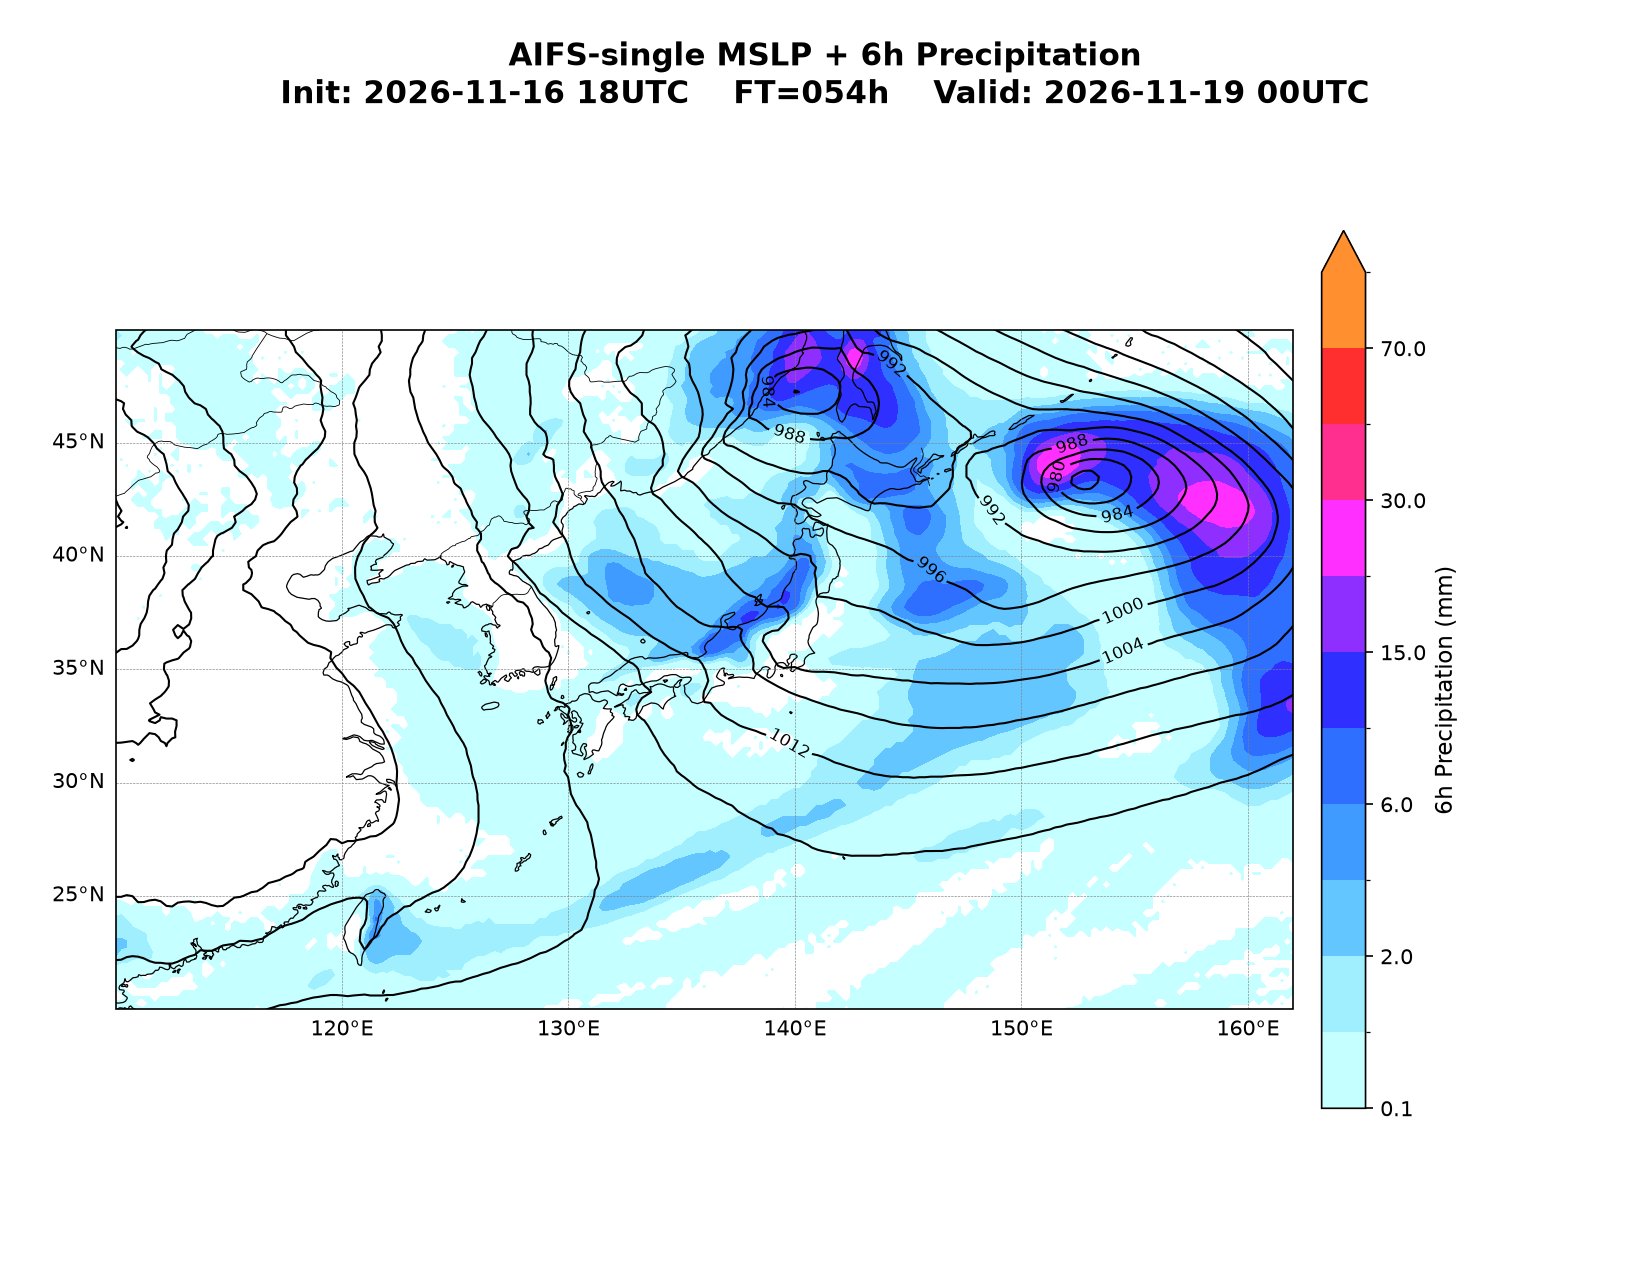 AIFS-single MSLP + 6h Precipitation
Init: 2026-11-16 18UTC    FT=054h    Valid: 2026-11-19 00UTC
992
984
988
988
980
984
992
996
1000
1004
1012
45°N
40°N
35°N
30°N
25°N
120°E
130°E
140°E
150°E
160°E
70.0
30.0
15.0
6.0
2.0
0.1
6h Precipitation (mm)